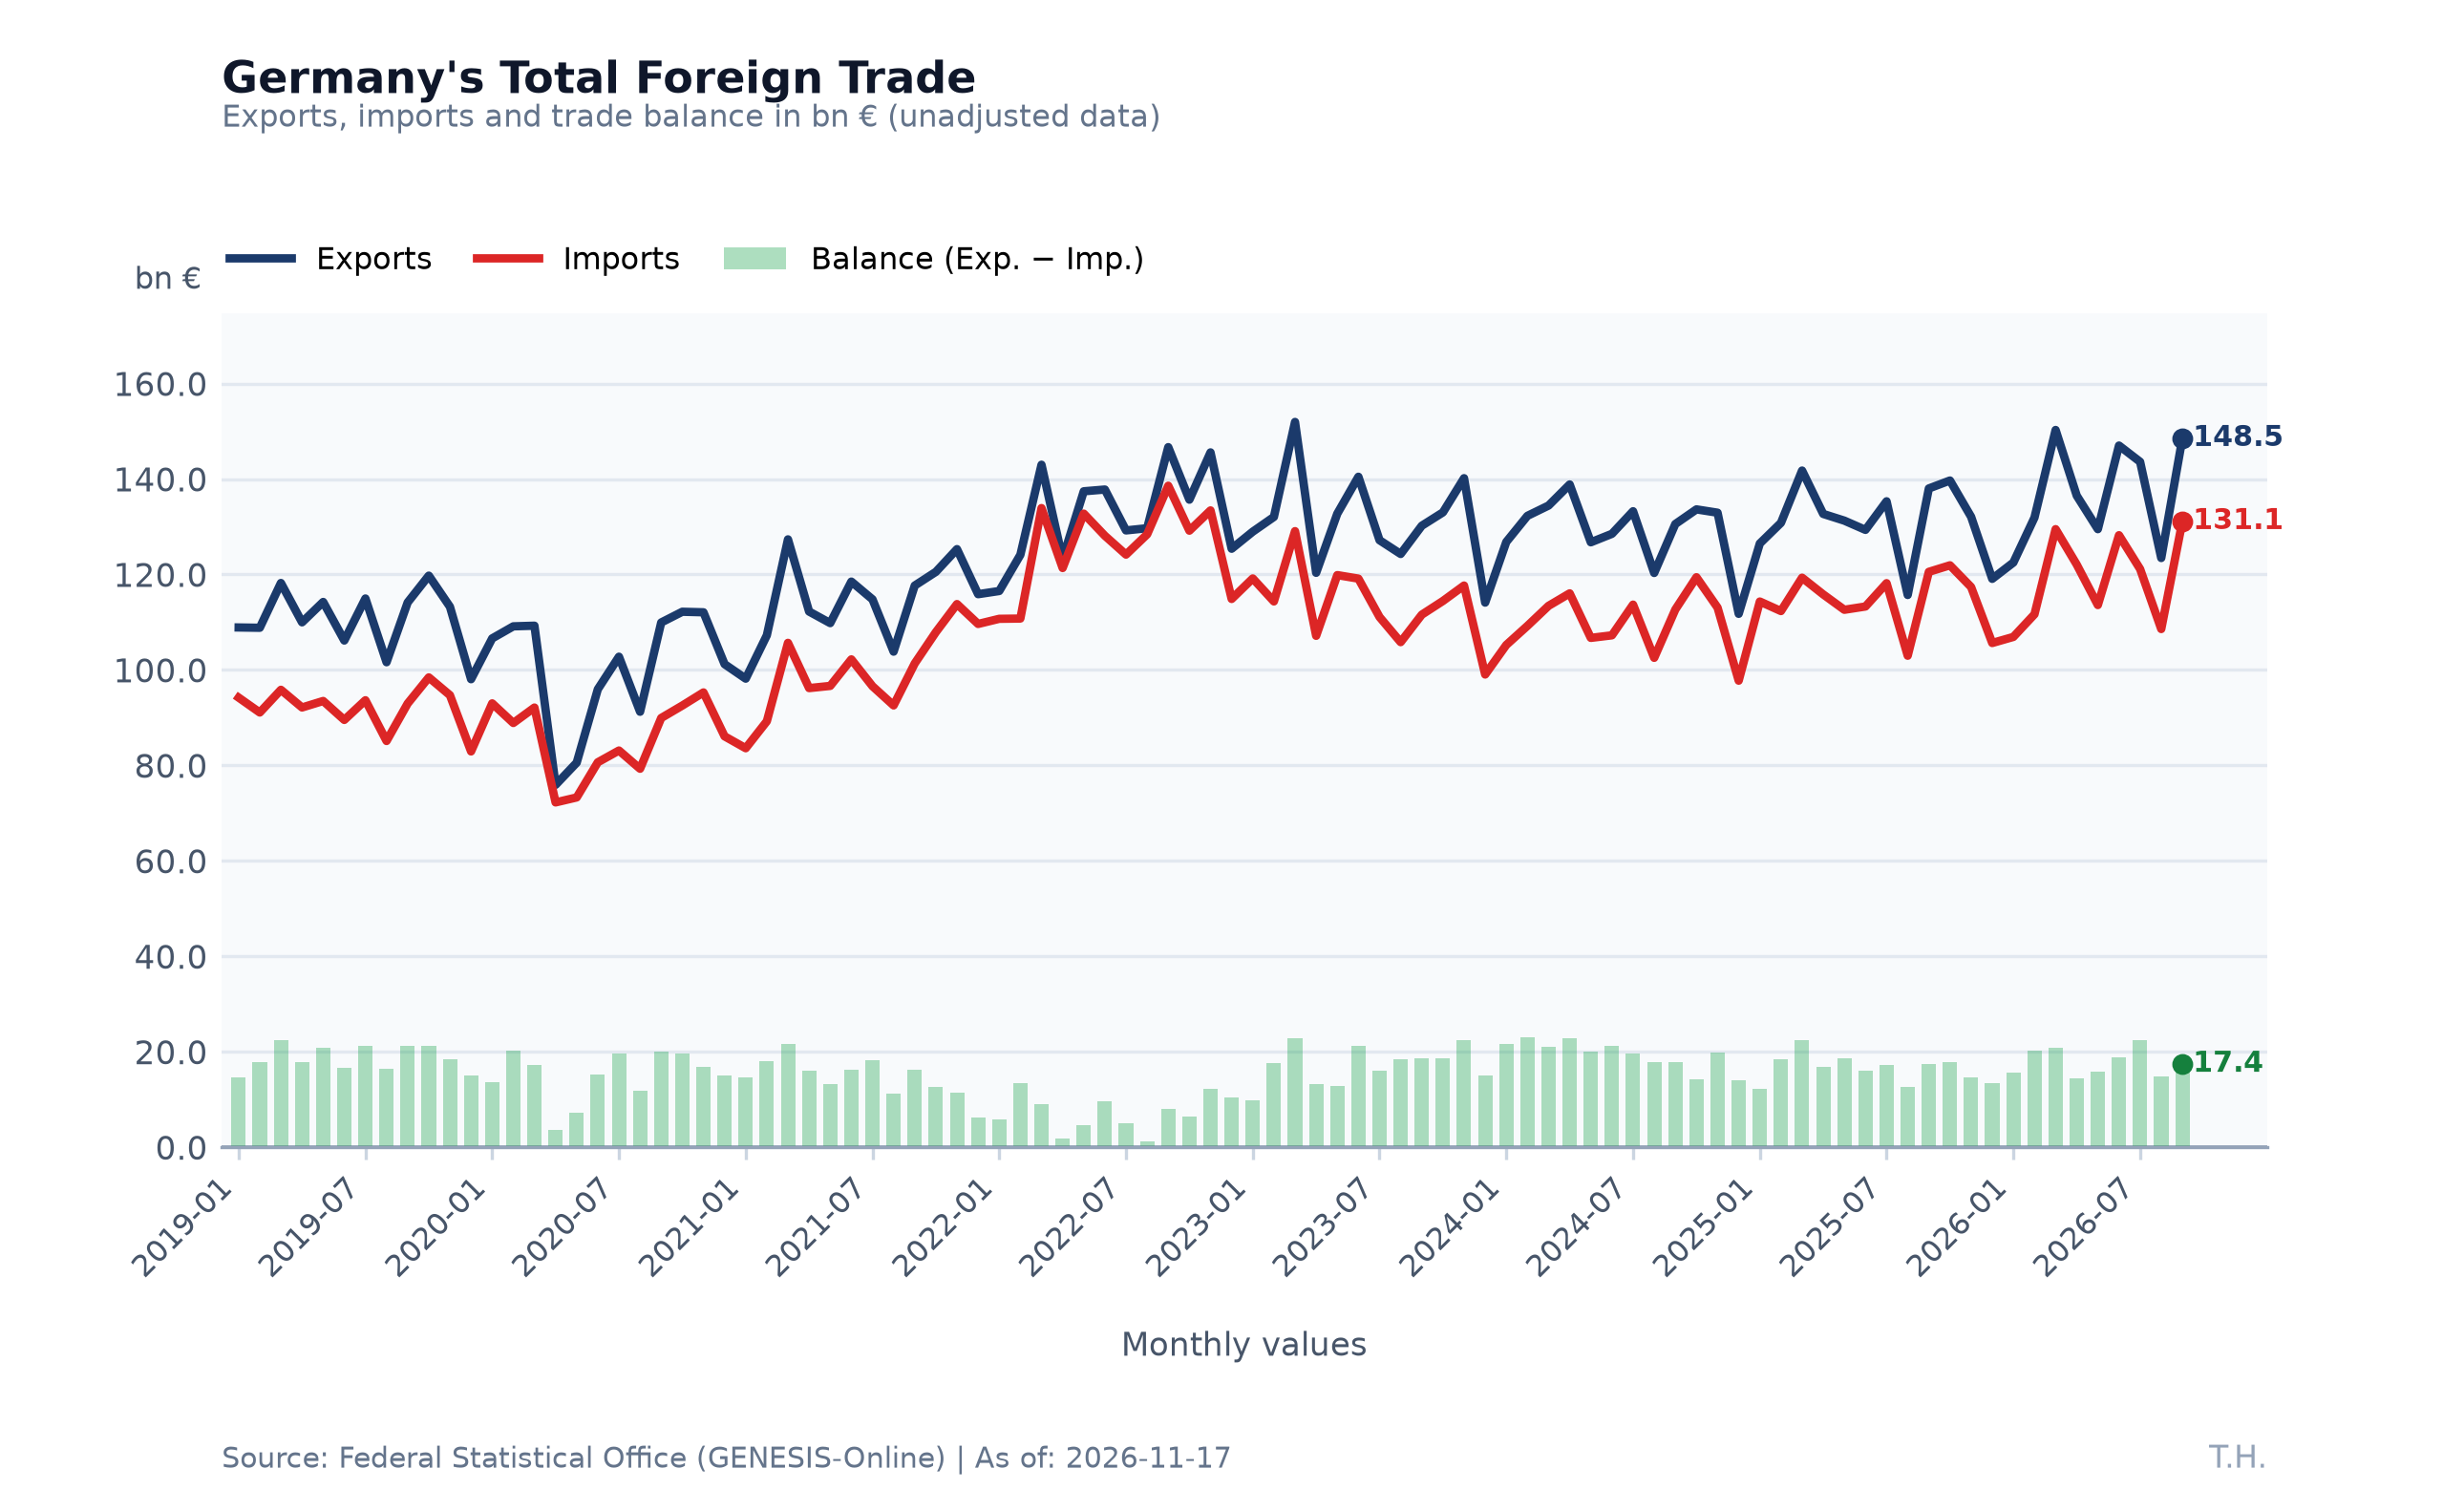 Germany's Total Foreign Trade
Exports, imports and trade balance in bn € (unadjusted data)
Exports Imports Balance (Exp. − Imp.)
bn €
160.0
140.0
120.0
100.0
80.0
60.0
40.0
20.0
0.0
148.5
131.1
17.4
2019-01 2019-07 2020-01 2020-07 2021-01 2021-07 2022-01 2022-07 2023-01 2023-07 2024-01 2024-07 2025-01 2025-07 2026-01 2026-07
Monthly values
Source: Federal Statistical Office (GENESIS-Online) | As of: 2026-11-17
T.H.